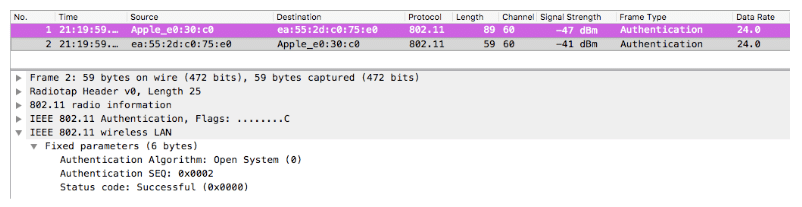 No. Time Source Destination Protocol Length Channel Signal Strength Frame Type Data Rate
1 21:19:59.… Apple_e0:30:c0 ea:55:2d:c0:75:e0 802.11 89 60 -47 dBm Authentication 24.0
2 21:19:59.… ea:55:2d:c0:75:e0 Apple_e0:30:c0 802.11 59 60 -41 dBm Authentication 24.0
Frame 2: 59 bytes on wire (472 bits), 59 bytes captured (472 bits)
Radiotap Header v0, Length 25
802.11 radio information
IEEE 802.11 Authentication, Flags: ........C
IEEE 802.11 wireless LAN
Fixed parameters (6 bytes)
Authentication Algorithm: Open System (0)
Authentication SEQ: 0x0002
Status code: Successful (0x0000)